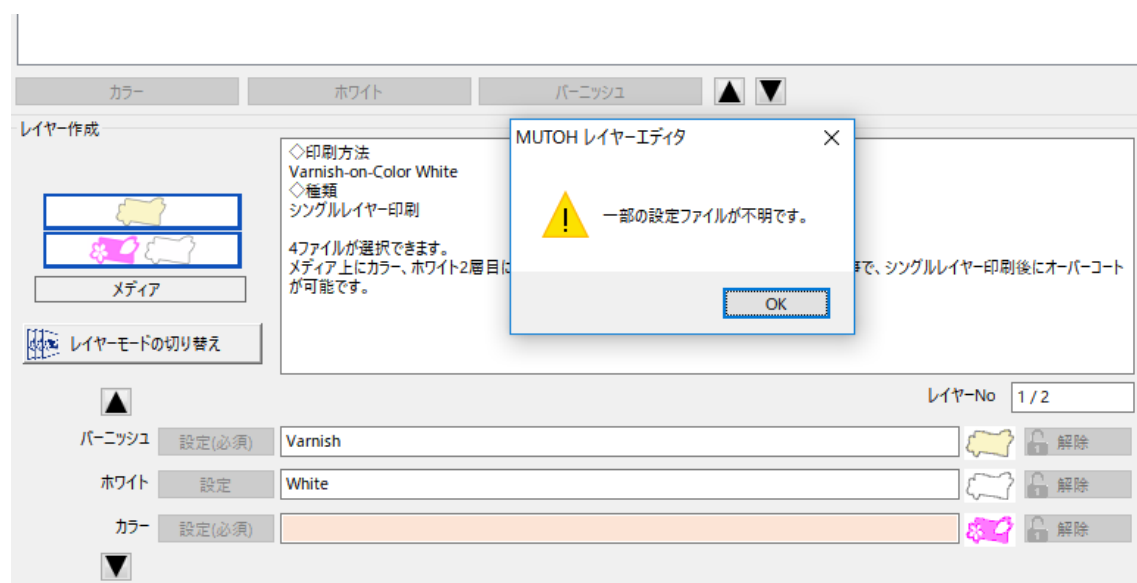 カラー
ホワイト
バーニッシュ
レイヤー作成
メディア
レイヤーモードの切り替え
◇印刷方法
Varnish-on-Color White
◇種類
シングルレイヤー印刷
4ファイルが選択できます。
メディア上にカラー、ホワイト2層目に
で、シングルレイヤー印刷後にオーバーコート
が可能です。
MUTOH レイヤーエディタ
一部の設定ファイルが不明です。
OK
レイヤーNo 1 / 2
バーニッシュ 設定(必須) Varnish 解除
ホワイト 設定 White 解除
カラー 設定(必須) 解除